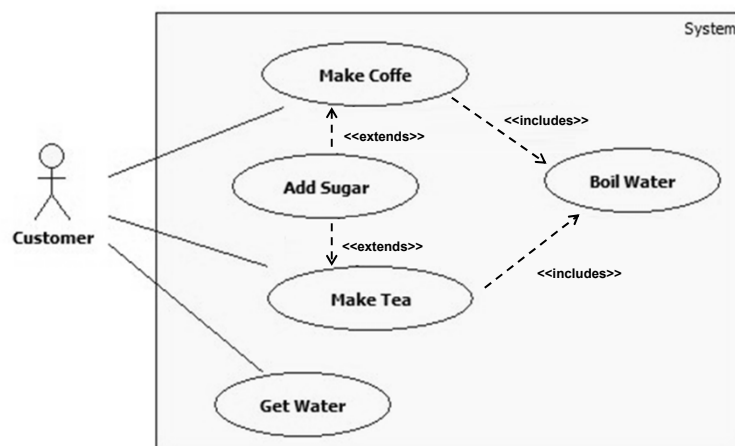 System
Make Coffe
<<extends>>
<<includes>>
Add Sugar
Boil Water
Customer
<<extends>>
<<includes>>
Make Tea
Get Water